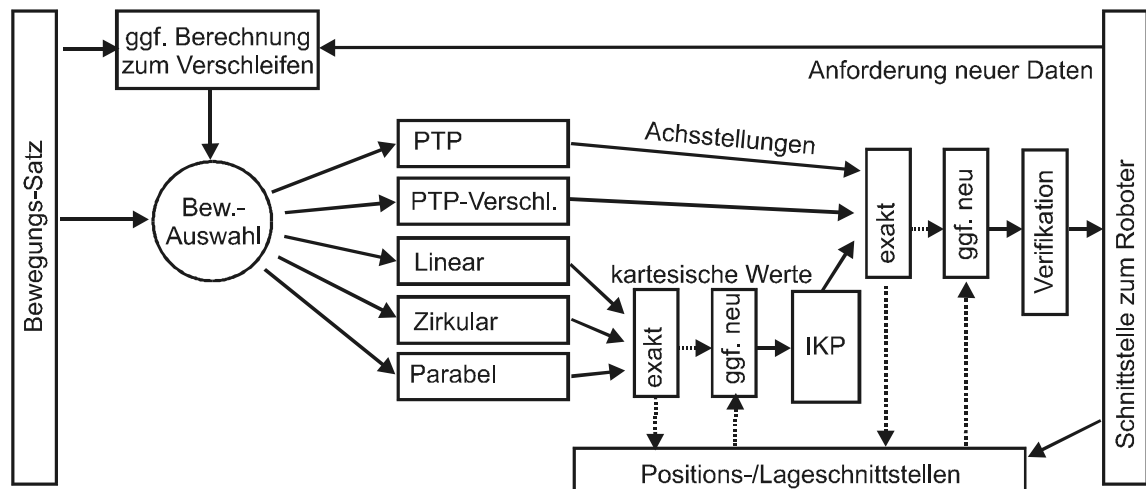 Bewegungs-Satz
ggf. Berechnung
zum Verschleifen
Anforderung neuer Daten
Bew.-
Auswahl
PTP
PTP-Verschl.
Linear
Zirkular
Parabel
Achsstellungen
kartesische Werte
exakt
ggf. neu
IKP
exakt
ggf. neu
Verifikation
Schnittstelle zum Roboter
Positions-/Lageschnittstellen